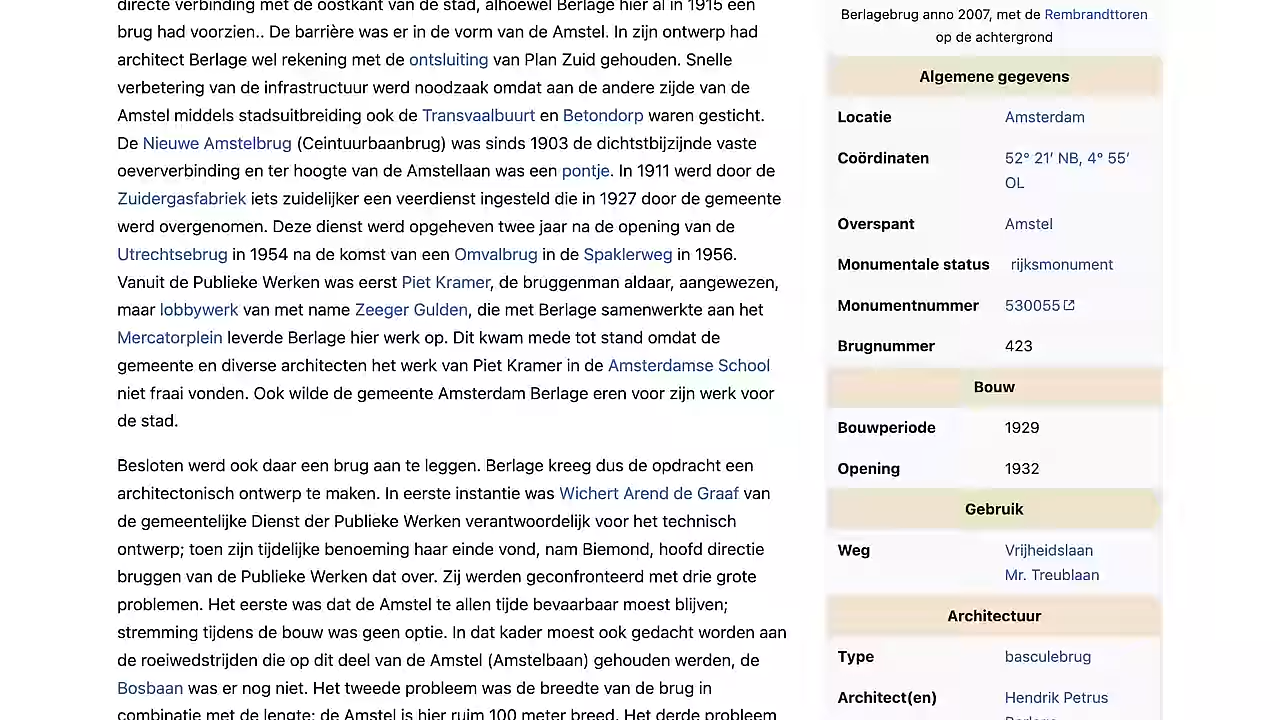 directe verbinding met de oostkant van de stad, alhoewel Berlage hier al in 1915 een
brug had voorzien.. De barrière was er in de vorm van de Amstel. In zijn ontwerp had
architect Berlage wel rekening met de ontsluiting van Plan Zuid gehouden. Snelle
verbetering van de infrastructuur werd noodzaak omdat aan de andere zijde van de
Amstel middels stadsuitbreiding ook de Transvaalbuurt en Betondorp waren gesticht.
De Nieuwe Amstelbrug (Ceintuurbaanbrug) was sinds 1903 de dichtstbijzijnde vaste
oeververbinding en ter hoogte van de Amstellaan was een pontje. In 1911 werd door de
Zuidergasfabriek iets zuidelijker een veerdienst ingesteld die in 1927 door de gemeente
werd overgenomen. Deze dienst werd opgeheven twee jaar na de opening van de
Utrechtsebrug in 1954 na de komst van een Omvalbrug in de Spaklerweg in 1956.
Vanuit de Publieke Werken was eerst Piet Kramer, de bruggenman aldaar, aangewezen,
maar lobbywerk van met name Zeeger Gulden, die met Berlage samenwerkte aan het
Mercatorplein leverde Berlage hier werk op. Dit kwam mede tot stand omdat de
gemeente en diverse architecten het werk van Piet Kramer in de Amsterdamse School
niet fraai vonden. Ook wilde de gemeente Amsterdam Berlage eren voor zijn werk voor
de stad.
Besloten werd ook daar een brug aan te leggen. Berlage kreeg dus de opdracht een
architectonisch ontwerp te maken. In eerste instantie was Wichert Arend de Graaf van
de gemeentelijke Dienst der Publieke Werken verantwoordelijk voor het technisch
ontwerp; toen zijn tijdelijke benoeming haar einde vond, nam Biemond, hoofd directie
bruggen van de Publieke Werken dat over. Zij werden geconfronteerd met drie grote
problemen. Het eerste was dat de Amstel te allen tijde bevaarbaar moest blijven;
stremming tijdens de bouw was geen optie. In dat kader moest ook gedacht worden aan
de roeiwedstrijden die op dit deel van de Amstel (Amstelbaan) gehouden werden, de
Bosbaan was er nog niet. Het tweede probleem was de breedte van de brug in
combinatie met de lengte; de Amstel is hier ruim 100 meter breed. Het derde probleem
Berlagebrug anno 2007, met de Rembrandttoren
op de achtergrond
Algemene gegevens
Locatie Amsterdam
Coördinaten 52° 21′ NB, 4° 55′
OL
Overspant Amstel
Monumentale status rijksmonument
Monumentnummer 530055
Brugnummer 423
Bouw
Bouwperiode 1929
Opening 1932
Gebruik
Weg Vrijheidslaan
Mr. Treublaan
Architectuur
Type basculebrug
Architect(en) Hendrik Petrus
Berlage